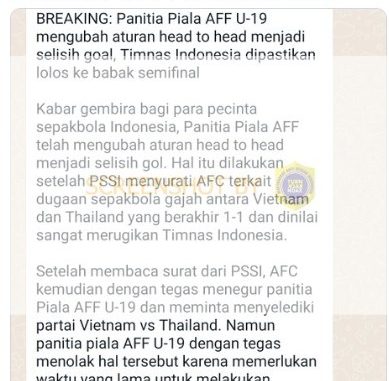 BREAKING: Panitia Piala AFF U-19
mengubah aturan head to head menjadi
selisih goal, Timnas Indonesia dipastikan
lolos ke babak semifinal
Kabar gembira bagi para pecinta
sepakbola Indonesia, Panitia Piala AFF
telah mengubah aturan head to head
menjadi selisih gol. Hal itu dilakukan
setelah PSSI menyurati AFC terkait
dugaan sepakbola gajah antara Vietnam
dan Thailand yang berakhir 1-1 dan dinilai
sangat merugikan Timnas Indonesia.
Setelah membaca surat dari PSSI, AFC
kemudian dengan tegas menegur panitia
Piala AFF U-19 dan meminta menyelediki
partai Vietnam vs Thailand. Namun
panitia piala AFF U-19 dengan tegas
menolak hal tersebut karena memerlukan
waktu yang lama untuk melakukan